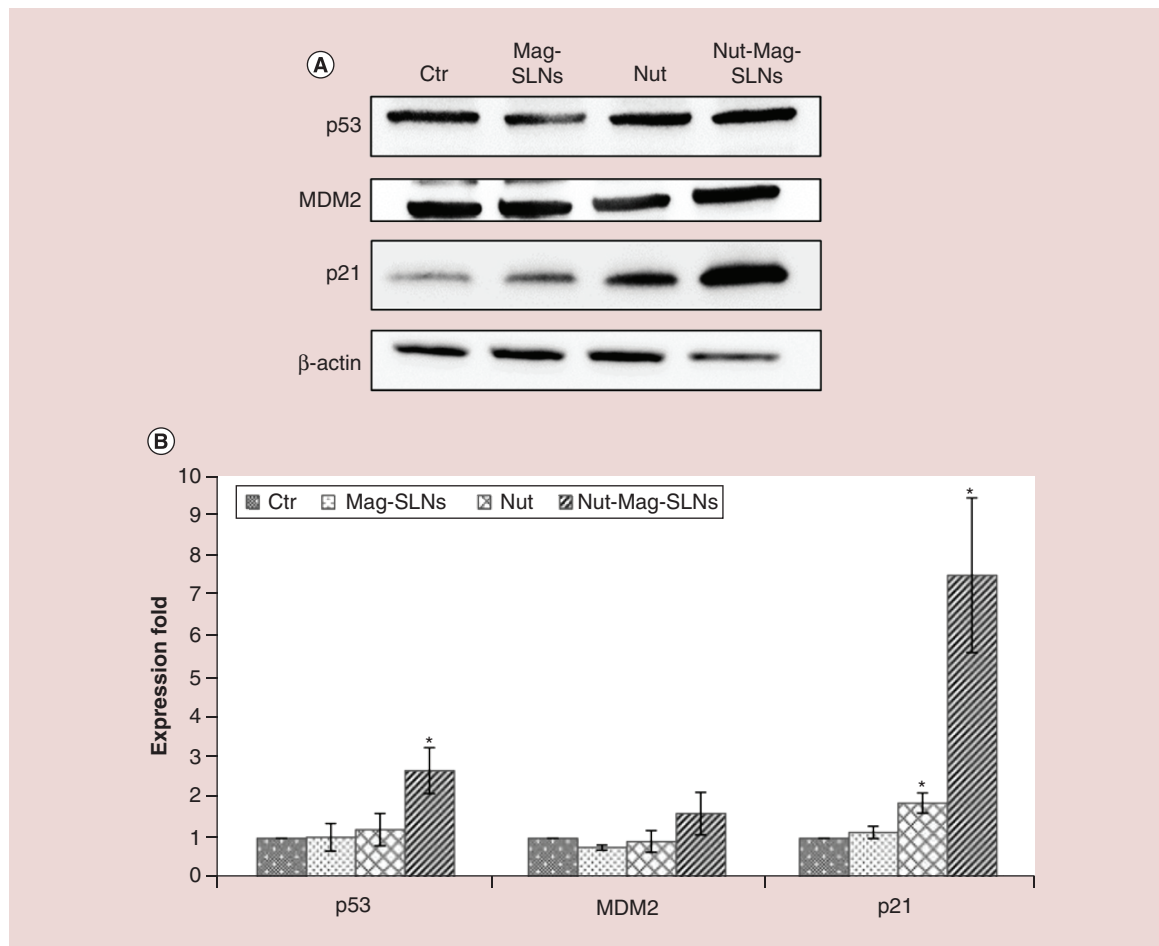 A
Ctr
Mag-
SLNs
Nut
Nut-Mag-
SLNs
p53
MDM2
p21
β-actin
B
Expression fold
10
9
8
7
6
5
4
3
2
1
0
Ctr Mag-SLNs Nut Nut-Mag-SLNs
*
*
*
p53 MDM2 p21